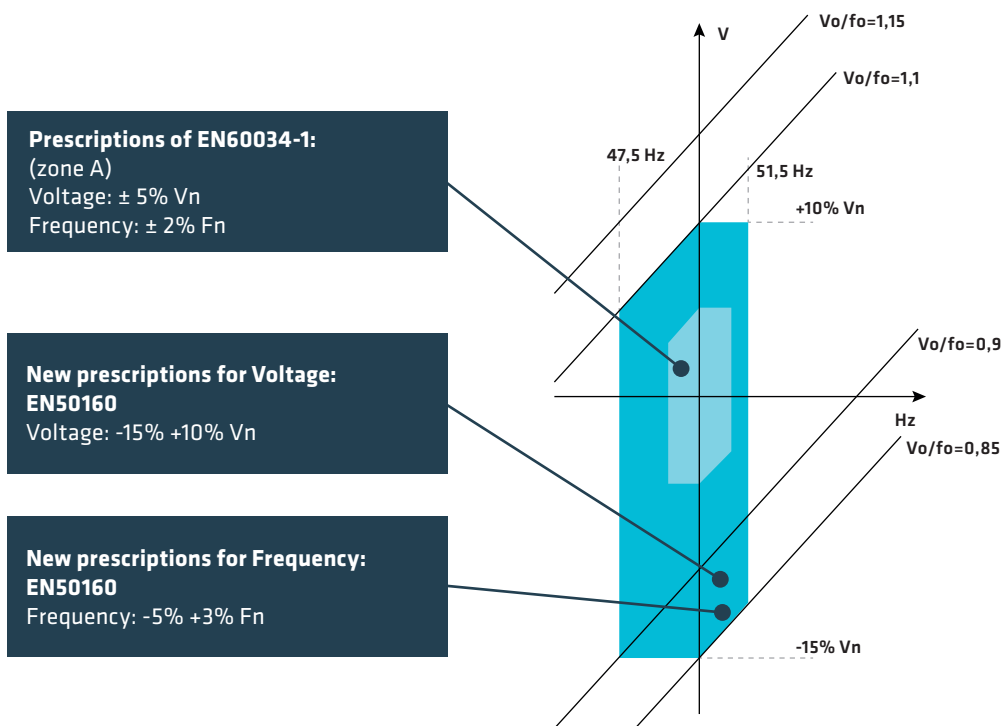 Vo/fo=1,15
V
Vo/fo=1,1
Prescriptions of EN60034-1:
(zone A)
Voltage: ± 5% Vn
Frequency: ± 2% Fn
47,5 Hz
51,5 Hz
+10% Vn
New prescriptions for Voltage:
EN50160
Voltage: -15% +10% Vn
Vo/fo=0,9
Hz
Vo/fo=0,85
New prescriptions for Frequency:
EN50160
Frequency: -5% +3% Fn
-15% Vn